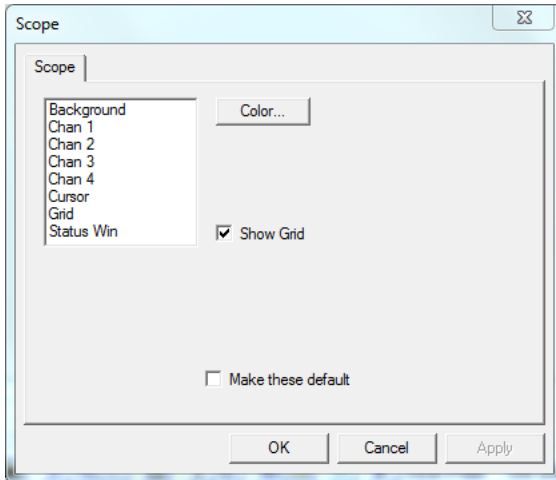 Scope
Scope
Background
Chan 1
Chan 2
Chan 3
Chan 4
Cursor
Grid
Status Win
Color...
Show Grid
Make these default
OK
Cancel
Apply